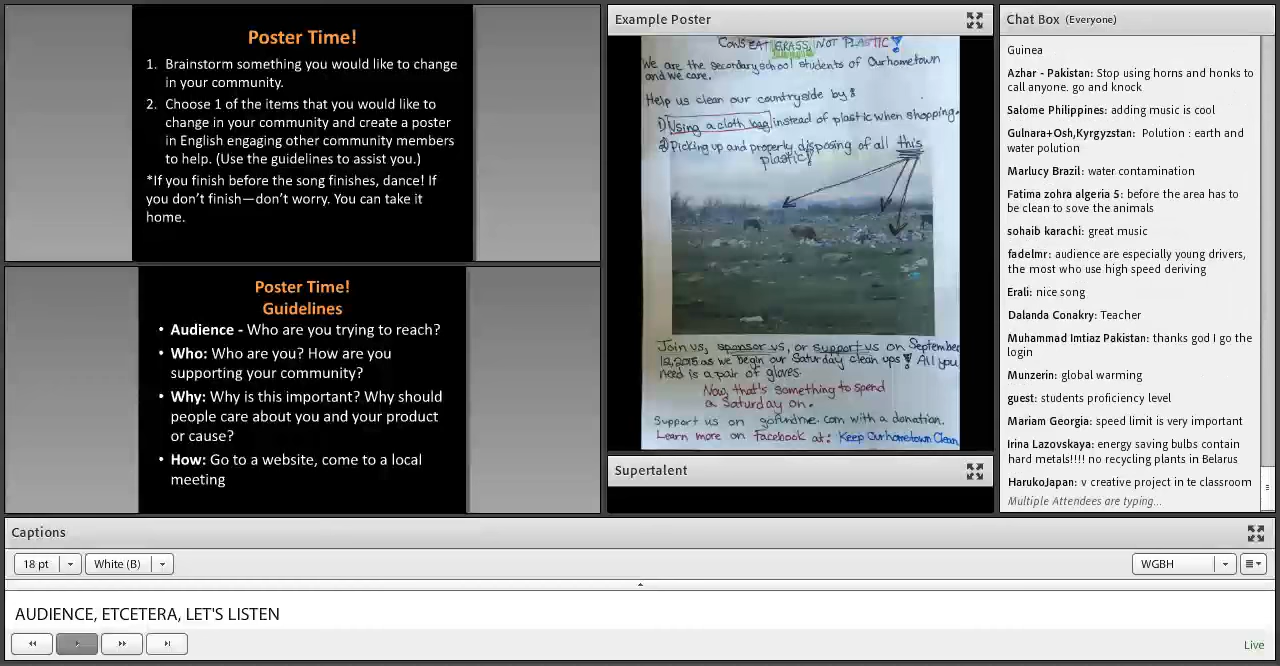 Poster Time!
1. Brainstorm something you would like to change
in your community.
2. Choose 1 of the items that you would like to
change in your community and create a poster
in English engaging other community members
to help. (Use the guidelines to assist you.)
*If you finish before the song finishes, dance! If
you don't finish—don't worry. You can take it
home.
Poster Time!
Guidelines
• Audience - Who are you trying to reach?
• Who: Who are you? How are you
supporting your community?
• Why: Why is this important? Why should
people care about you and your product
or cause?
• How: Go to a website, come to a local
meeting
Example Poster
COWS EAT GRASS, NOT PLASTIC!
We are the secondary school students of Ourhometown
and we care.
Help us clean our countryside by:
1) Using a cloth bag instead of plastic when shopping.
2) Picking up and properly disposing of all this
plastic!
Join us, sponsor us, or support us on September
12, 2015 as we begin our Saturday clean ups! All you
need is a pair of gloves.
Now, that's something to spend
a Saturday on.
Support us on gofundme.com with a donation.
Learn more on Facebook at: Keep Ourhometown Clean
Supertalent
Chat Box (Everyone)
Guinea
Azhar - Pakistan: Stop using horns and honks to
call anyone. go and knock
Salome Philippines: adding music is cool
Gulnara+Osh,Kyrgyzstan: Polution : earth and
water polution
Marlucy Brazil: water contamination
Fatima zohra algeria 5: before the area has to
be clean to sove the animals
sohaib karachi: great music
fadelmr: audience are especially young drivers,
the most who use high speed deriving
Erali: nice song
Dalanda Conakry: Teacher
Muhammad Imtiaz Pakistan: thanks god I go the
login
Munzerin: global warming
guest: students proficiency level
Mariam Georgia: speed limit is very important
Irina Lazovskaya: energy saving bulbs contain
hard metals!!!! no recycling plants in Belarus
HarukoJapan: v creative project in te classroom
Multiple Attendees are typing...
Captions
18 pt
White (B)
WGBH
AUDIENCE, ETCETERA, LET'S LISTEN
Live